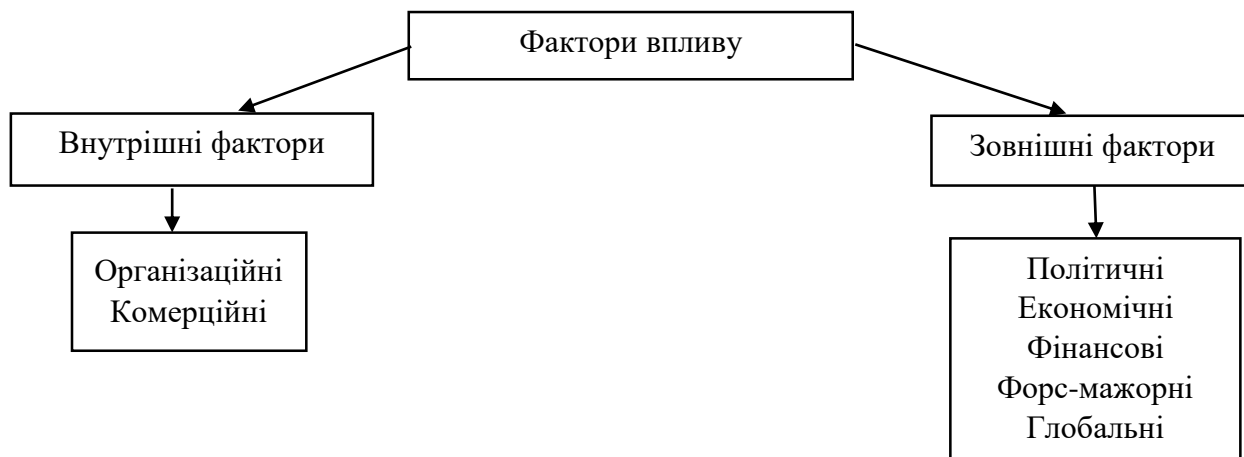 Фактори впливу
Внутрішні фактори
Зовнішні фактори
Організаційні
Комерційні
Політичні
Економічні
Фінансові
Форс-мажорні
Глобальні